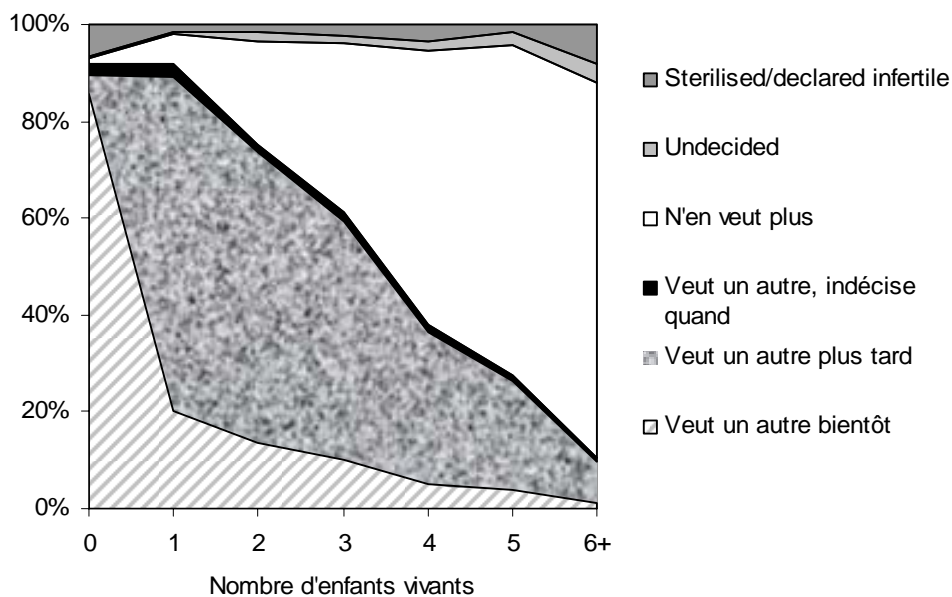 100%
80%
60%
40%
20%
0%
0 1 2 3 4 5 6+
Nombre d'enfants vivants
Sterilised/declared infertile
Undecided
N'en veut plus
Veut un autre, indécise
quand
Veut un autre plus tard
Veut un autre bientôt